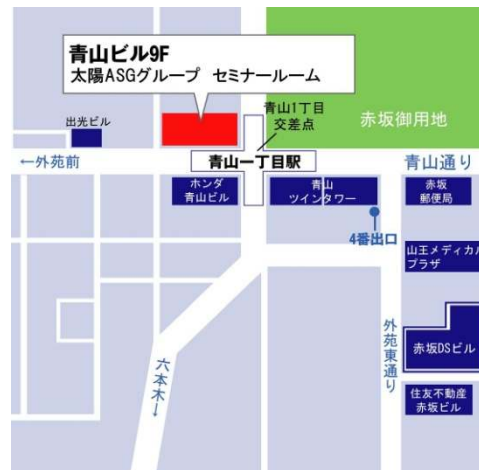 青山ビル9F
太陽ASGグループ セミナールーム
出光ビル
青山1丁目
交差点
赤坂御用地
←外苑前
青山一丁目駅
青山通り
ホンダ
青山ビル
青山
ツインタワー
赤坂
郵便局
4番出口
山王メディカル
プラザ
外苑東通り
赤坂DSビル
六本木→
住友不動産
赤坂ビル